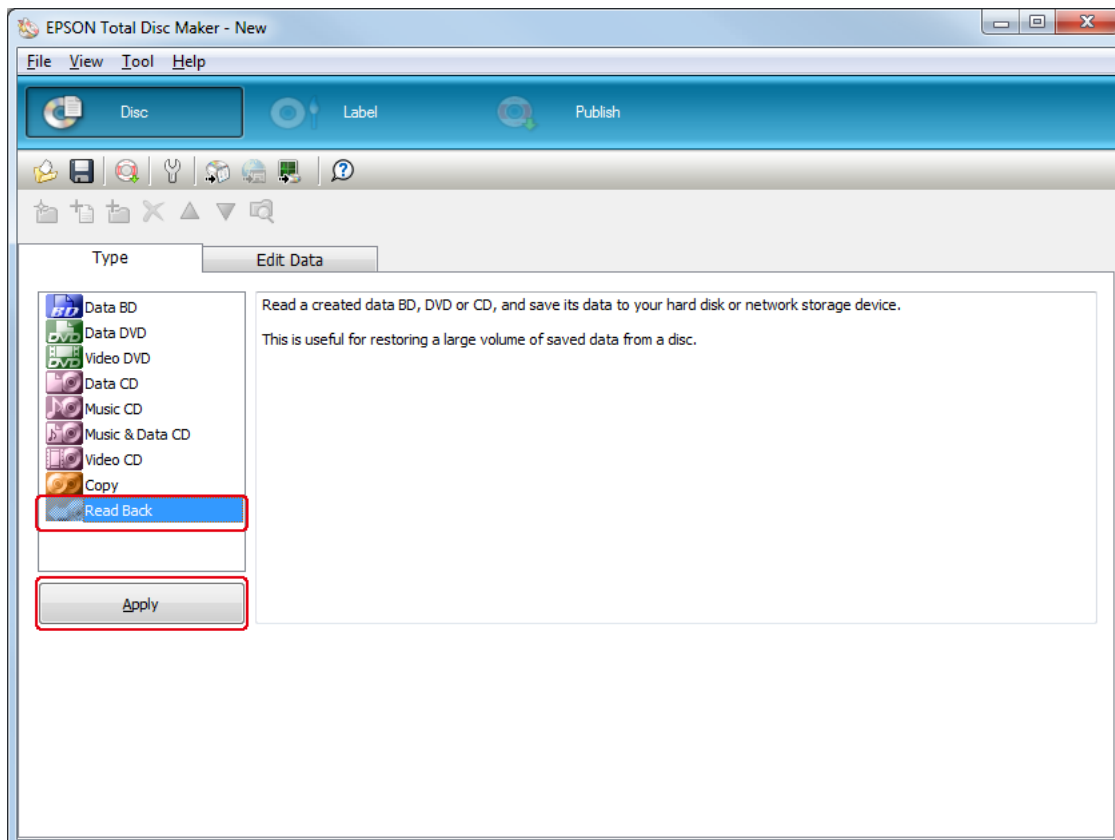 EPSON Total Disc Maker - New
File View Tool Help
Disc Label Publish
Type Edit Data
Data BD
Data DVD
Video DVD
Data CD
Music CD
Music & Data CD
Video CD
Copy
Read Back
Apply
Read a created data BD, DVD or CD, and save its data to your hard disk or network storage device.
This is useful for restoring a large volume of saved data from a disc.